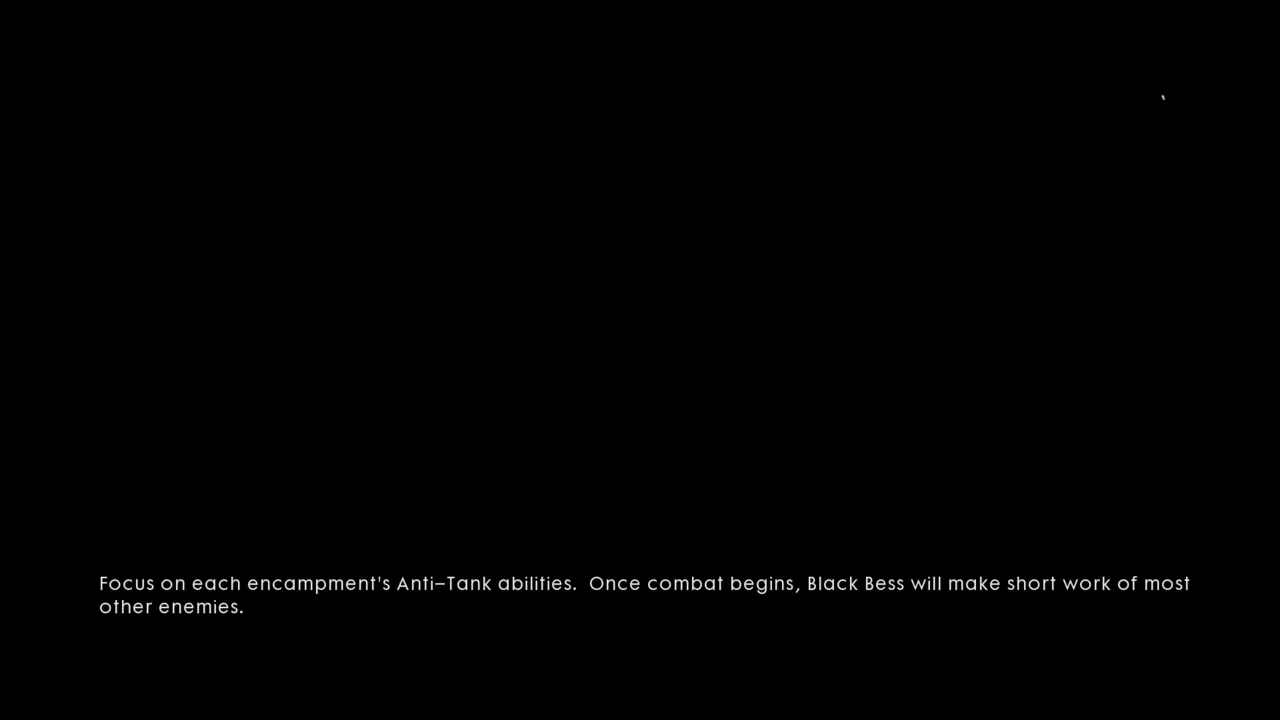 Focus on each encampment's Anti-Tank abilities.  Once combat begins, Black Bess will make short work of most
other enemies.